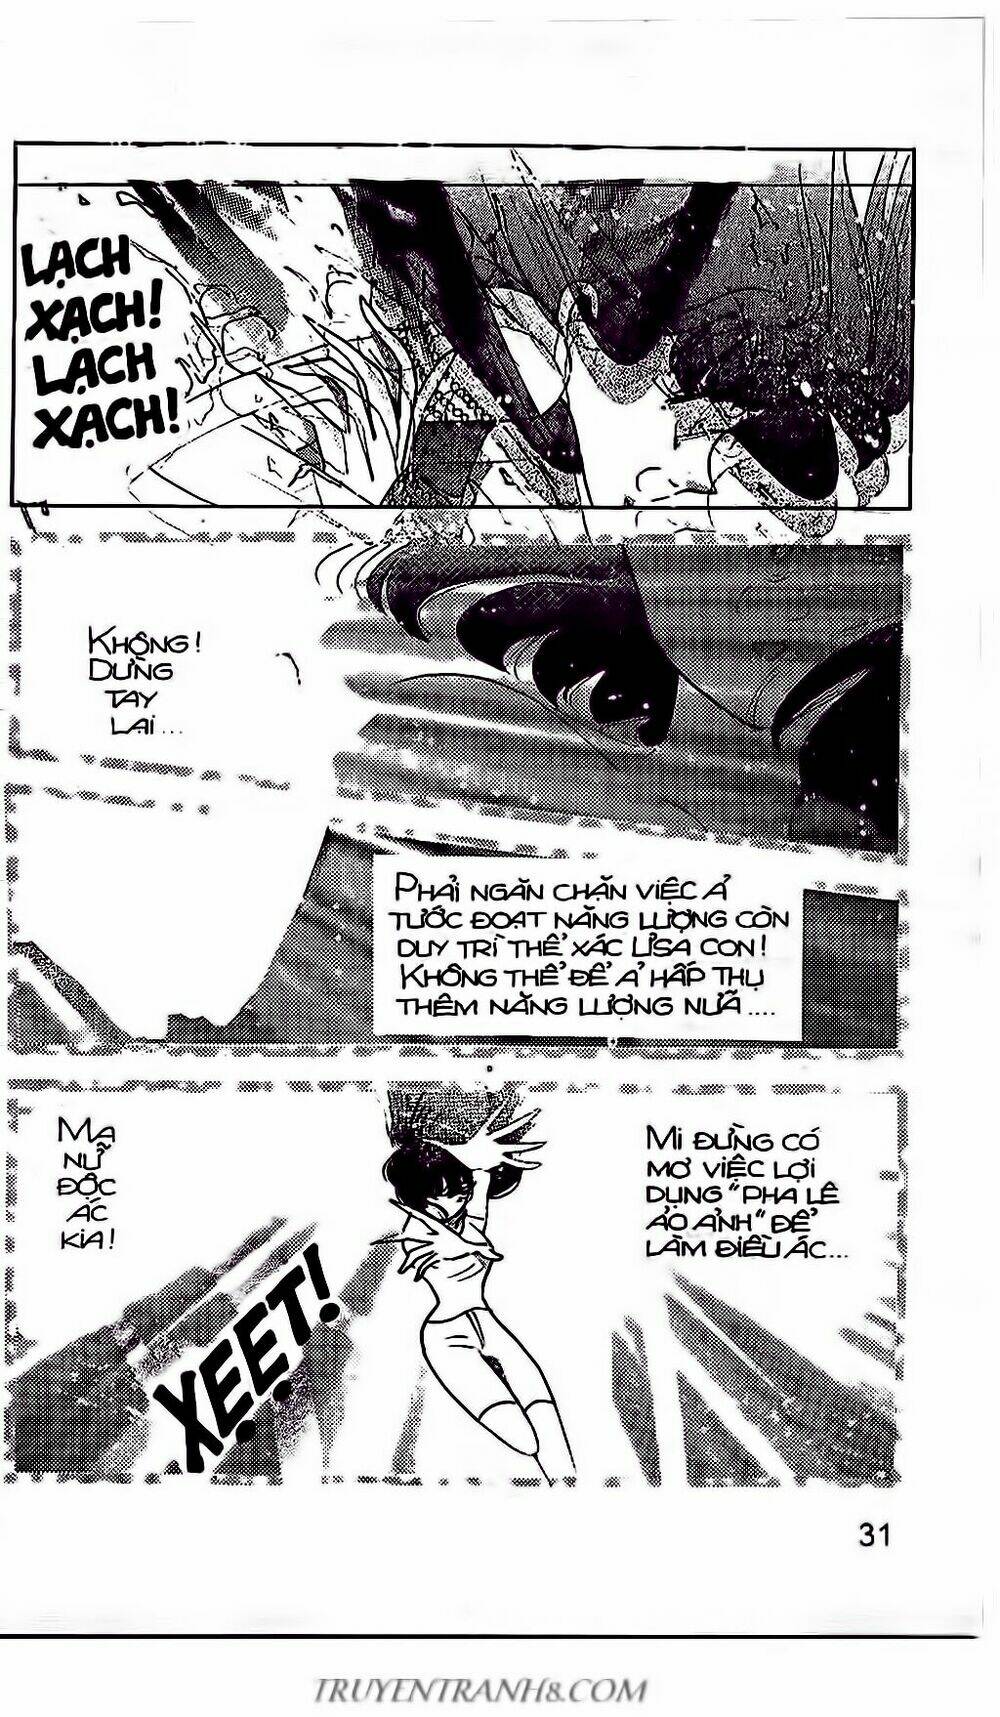 LẠCH
XẠCH!
LẠCH
XẠCH!
KHÔNG!
DỪNG
TAY
LẠI...
PHẢI NGĂN CHẶN VIỆC Ả
TƯỚC ĐOẠT NĂNG LƯỢNG CÒN
DUY TRÌ THỂ XÁC LISA CON!
KHÔNG THỂ ĐỂ Ả HẤP THỤ
THÊM NĂNG LƯỢNG NỮA....
MA
NỮ
ĐỘC
ÁC
KIA!
MI ĐỪNG CÓ
MƠ VIỆC LỢI
DỤNG "PHA LÊ
ẢO ẢNH" ĐỂ
LÀM ĐIỀU ÁC...
XẸẸT!
31
TRUYENTRANH8.COM